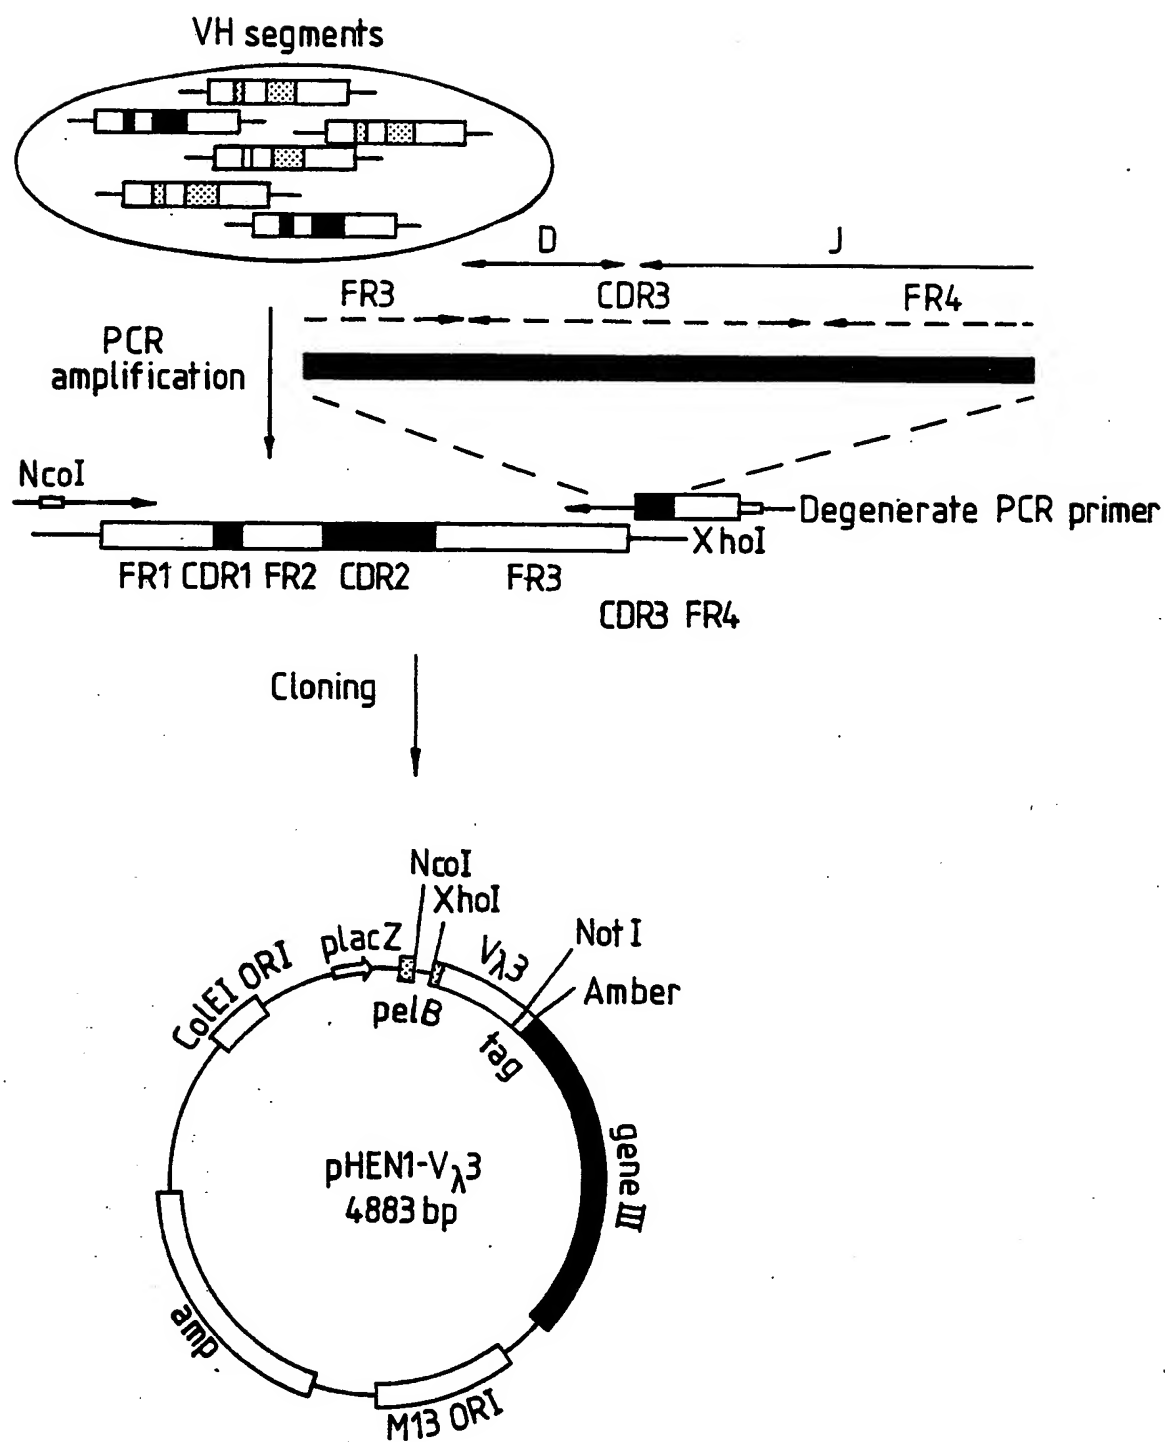 VH segments
D
J
FR3
CDR3
FR4
PCR
amplification
NcoI
Degenerate PCR primer
XhoI
FR1 CDR1 FR2 CDR2 FR3
CDR3 FR4
Cloning
NcoI
XhoI
placZ
Vλ3
Not I
Amber
ColEI ORI
pelB
tag
gene III
pHEN1-Vλ3
4883 bp
amp
M13 ORI